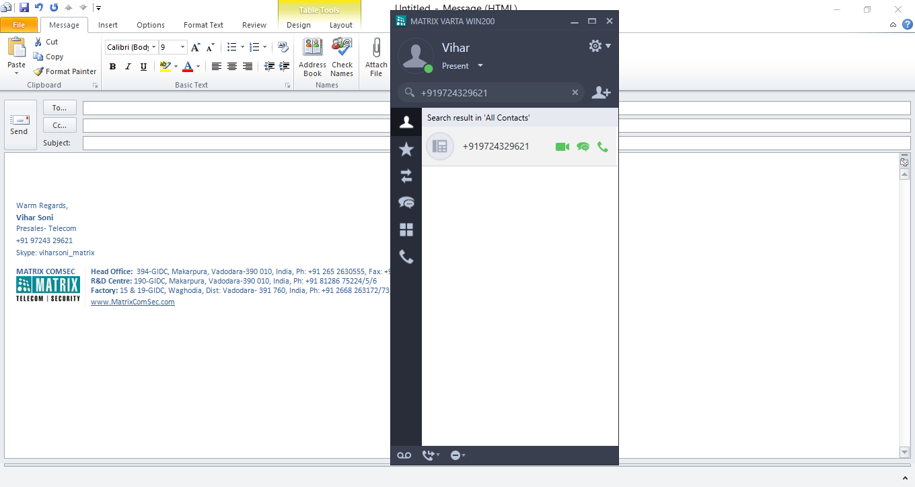 Untitled - Message (HTML)
Table Tools
File Message Insert Options Format Text Review Design Layout
Cut
Copy
Format Painter
Paste
Clipboard
Calibri (Body) 9
B I U
A
Basic Text
Address Book
Check Names
Names
Attach File
Send
To...
Cc...
Subject:
Warm Regards,
Vihar Soni
Presales- Telecom
+91 97243 29621
Skype: viharsoni_matrix
MATRIX COMSEC
MATRIX
TELECOM | SECURITY
Head Office: 394-GIDC, Makarpura, Vadodara-390 010, India, Ph: +91 265 2630555, Fax: +9
R&D Centre: 190-GIDC, Makarpura, Vadodara-390 010, India, Ph: +91 81286 75224/5/6
Factory: 15 & 19-GIDC, Waghodia, Dist: Vadodara- 391 760, India, Ph: +91 2668 263172/73
www.MatrixComSec.com
MATRIX VARTA WIN200
Vihar
Present
+919724329621
Search result in 'All Contacts'
+919724329621